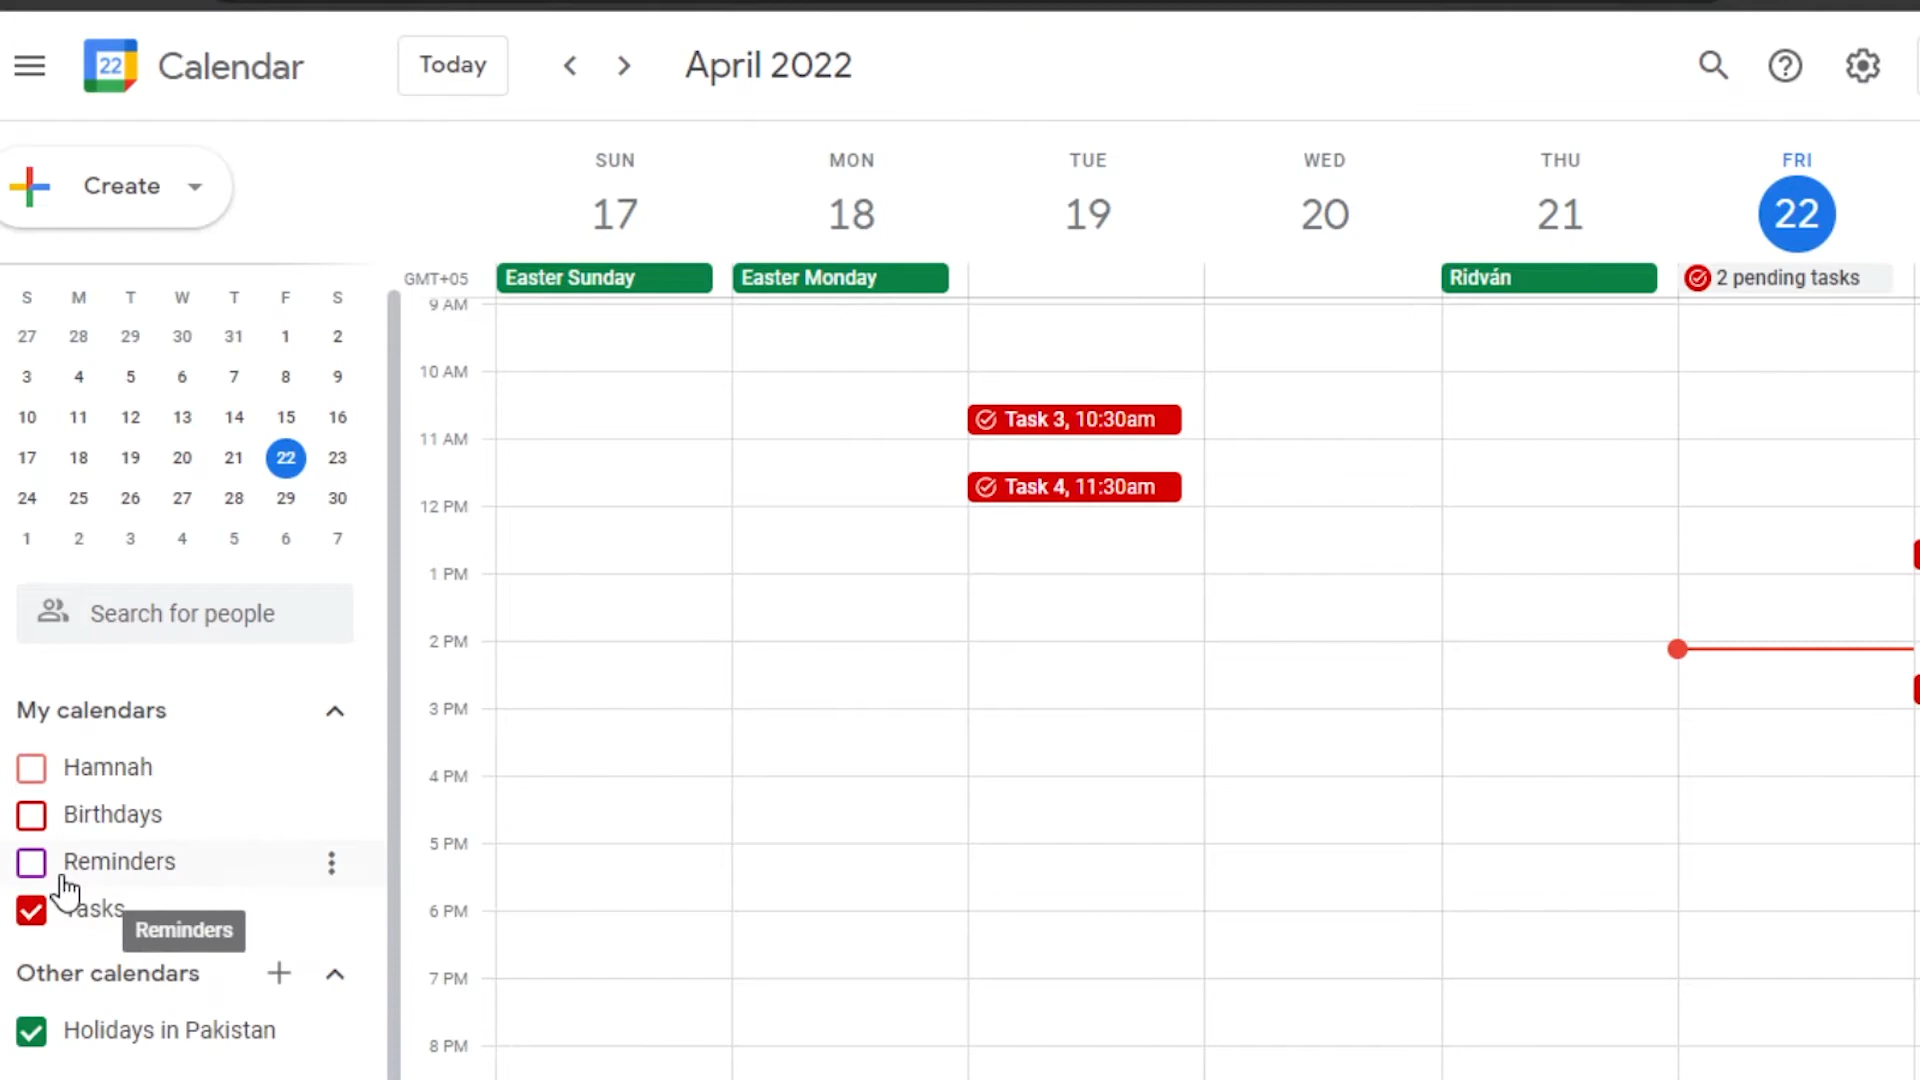 22
Calendar
Today
April 2022
Create
SUN
MON
TUE
WED
THU
FRI
17
18
19
20
21
22
GMT+05
Easter Sunday
Easter Monday
Ridván
2 pending tasks
S M T W T F S
27 28 29 30 31 1 2
3 4 5 6 7 8 9
10 11 12 13 14 15 16
17 18 19 20 21 22 23
24 25 26 27 28 29 30
1 2 3 4 5 6 7
Search for people
My calendars
Hamnah
Birthdays
Reminders
Tasks
Reminders
Other calendars
Holidays in Pakistan
9 AM
10 AM
Task 3, 10:30am
11 AM
Task 4, 11:30am
12 PM
1 PM
2 PM
3 PM
4 PM
5 PM
6 PM
7 PM
8 PM